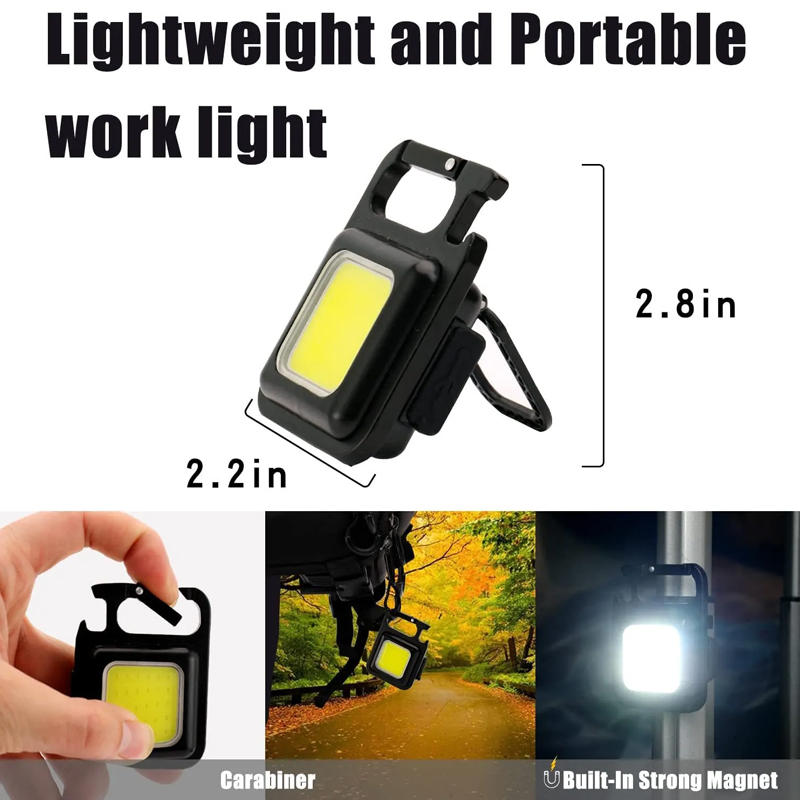 Lightweight and Portable
work light
2.8in
2.2in
Carabiner
Built-In Strong Magnet